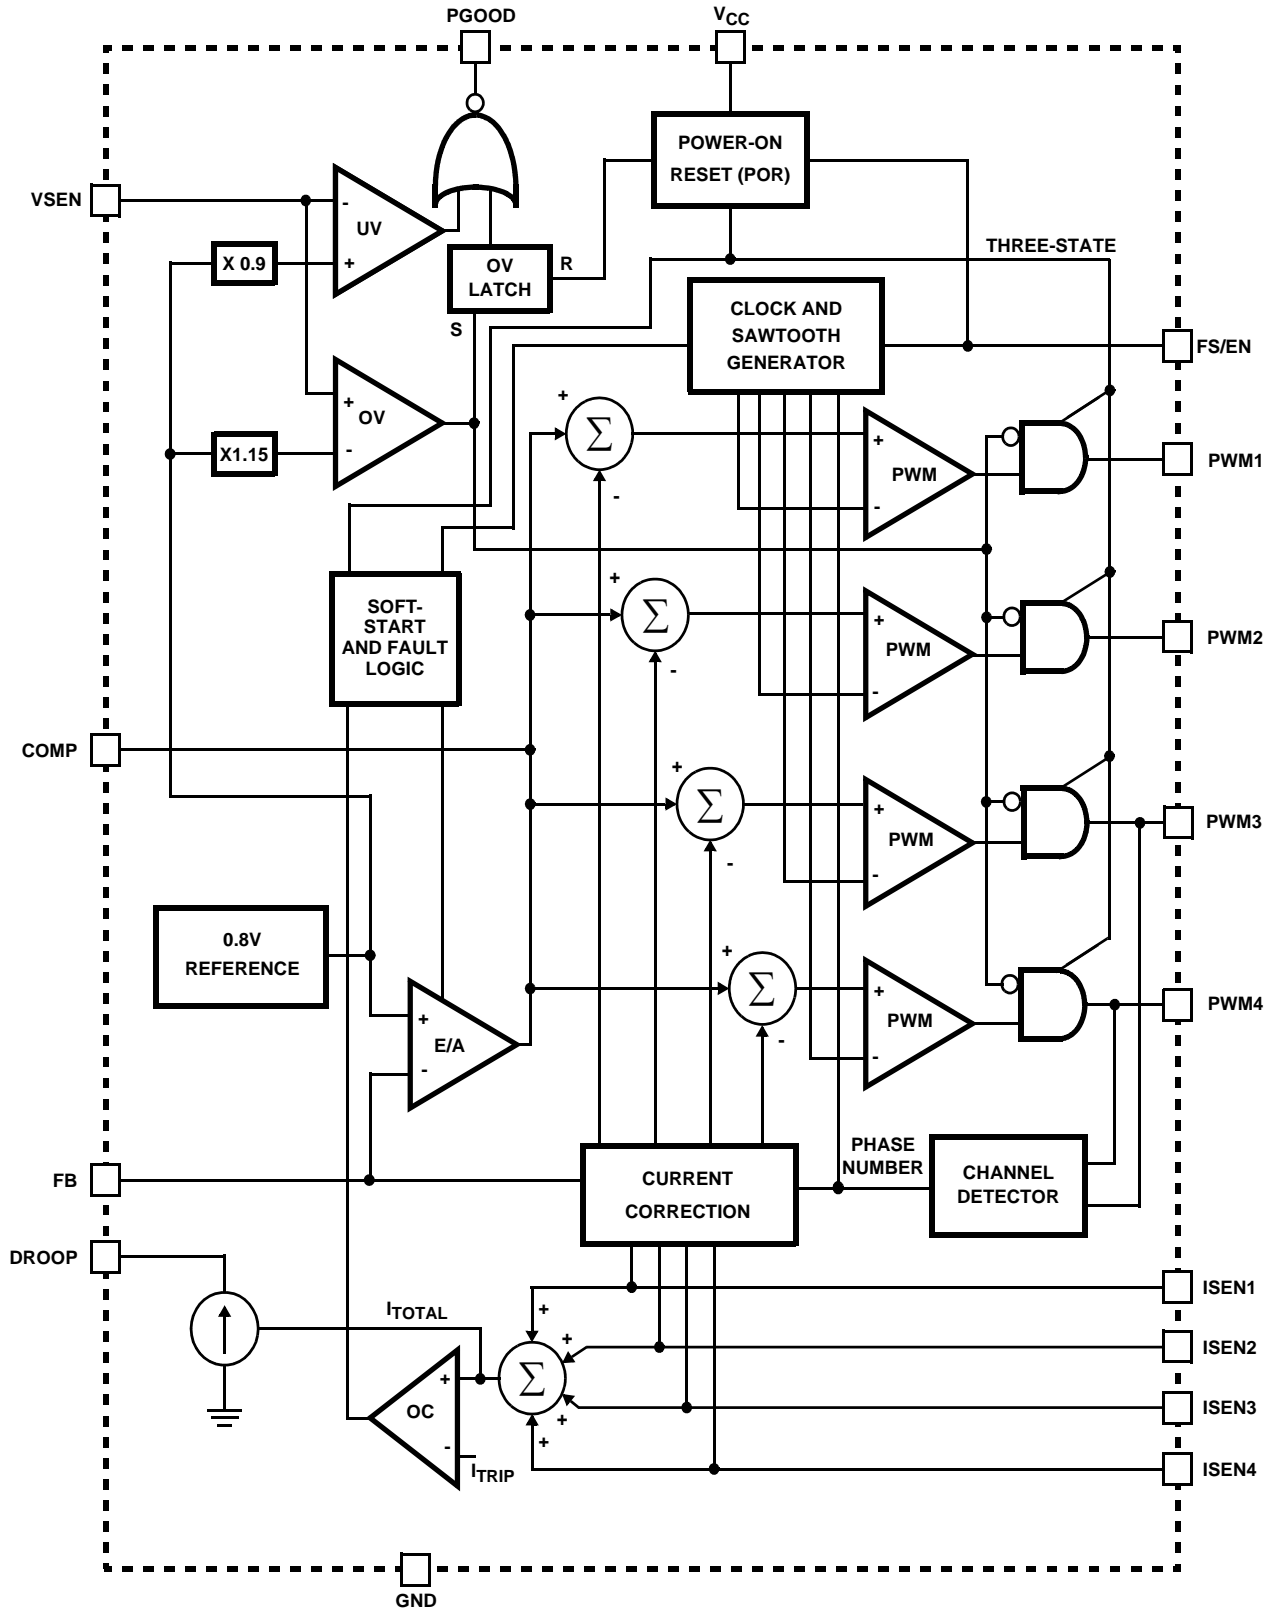 PGOOD
VCC
POWER-ON
RESET (POR)
VSEN
-
UV
+
X 0.9
OV
LATCH
R
S
THREE-STATE
CLOCK AND
SAWTOOTH
GENERATOR
FS/EN
+
OV
-
X1.15
+
Σ
-
+
PWM
-
PWM1
SOFT-
START
AND FAULT
LOGIC
+
Σ
-
+
PWM
-
PWM2
COMP
+
Σ
-
+
PWM
-
PWM3
0.8V
REFERENCE
+
E/A
-
+
Σ
-
+
PWM
-
PWM4
FB
CURRENT
CORRECTION
PHASE
NUMBER
CHANNEL
DETECTOR
DROOP
ITOTAL
+
OC
-
ITRIP
+
+
Σ
+
+
ISEN1
ISEN2
ISEN3
ISEN4
GND